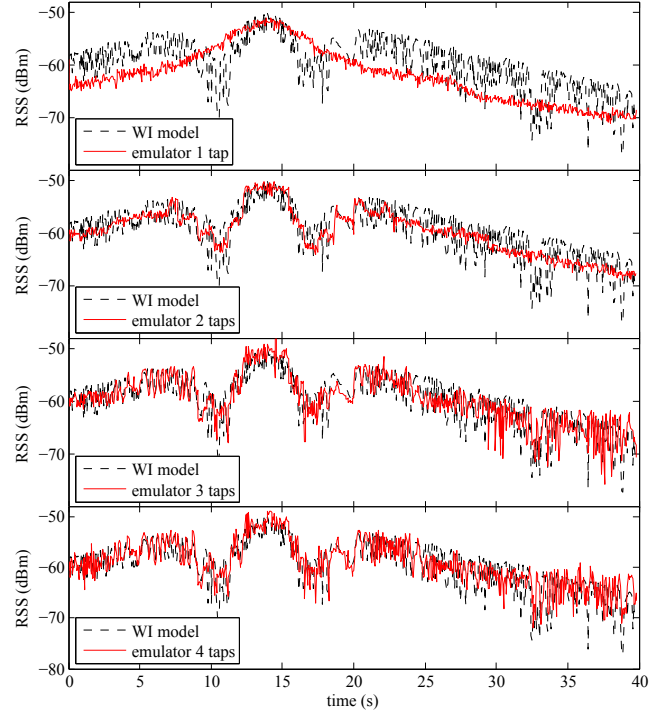 −50
−60
−70
RSS (dBm)
WI model
emulator 1 tap
−50
−60
−70
RSS (dBm)
WI model
emulator 2 taps
−50
−60
−70
RSS (dBm)
WI model
emulator 3 taps
−50
−60
−70
−80
RSS (dBm)
WI model
emulator 4 taps
0 5 10 15 20 25 30 35 40
time (s)